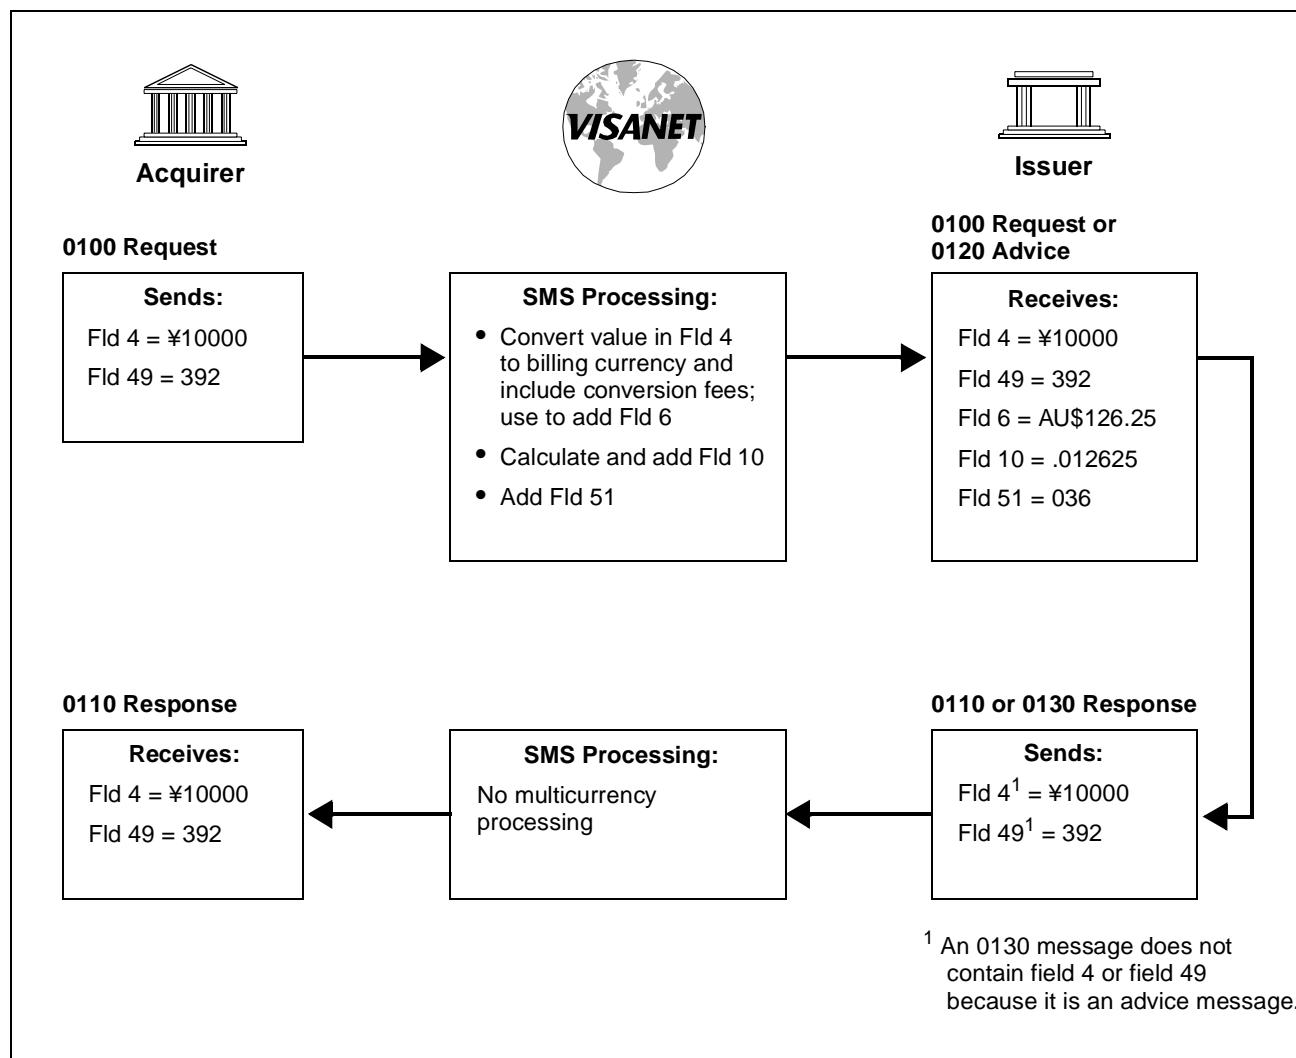 VISANET
Acquirer
Issuer
0100 Request
0100 Request or
0120 Advice
Sends:
Fld 4 = ¥10000
Fld 49 = 392
SMS Processing:
• Convert value in Fld 4
to billing currency and
include conversion fees;
use to add Fld 6
• Calculate and add Fld 10
• Add Fld 51
Receives:
Fld 4 = ¥10000
Fld 49 = 392
Fld 6 = AU$126.25
Fld 10 = .012625
Fld 51 = 036
0110 Response
Receives:
Fld 4 = ¥10000
Fld 49 = 392
SMS Processing:
No multicurrency
processing
0110 or 0130 Response
Sends:
Fld 4¹ = ¥10000
Fld 49¹ = 392
¹ An 0130 message does not
contain field 4 or field 49
because it is an advice message.